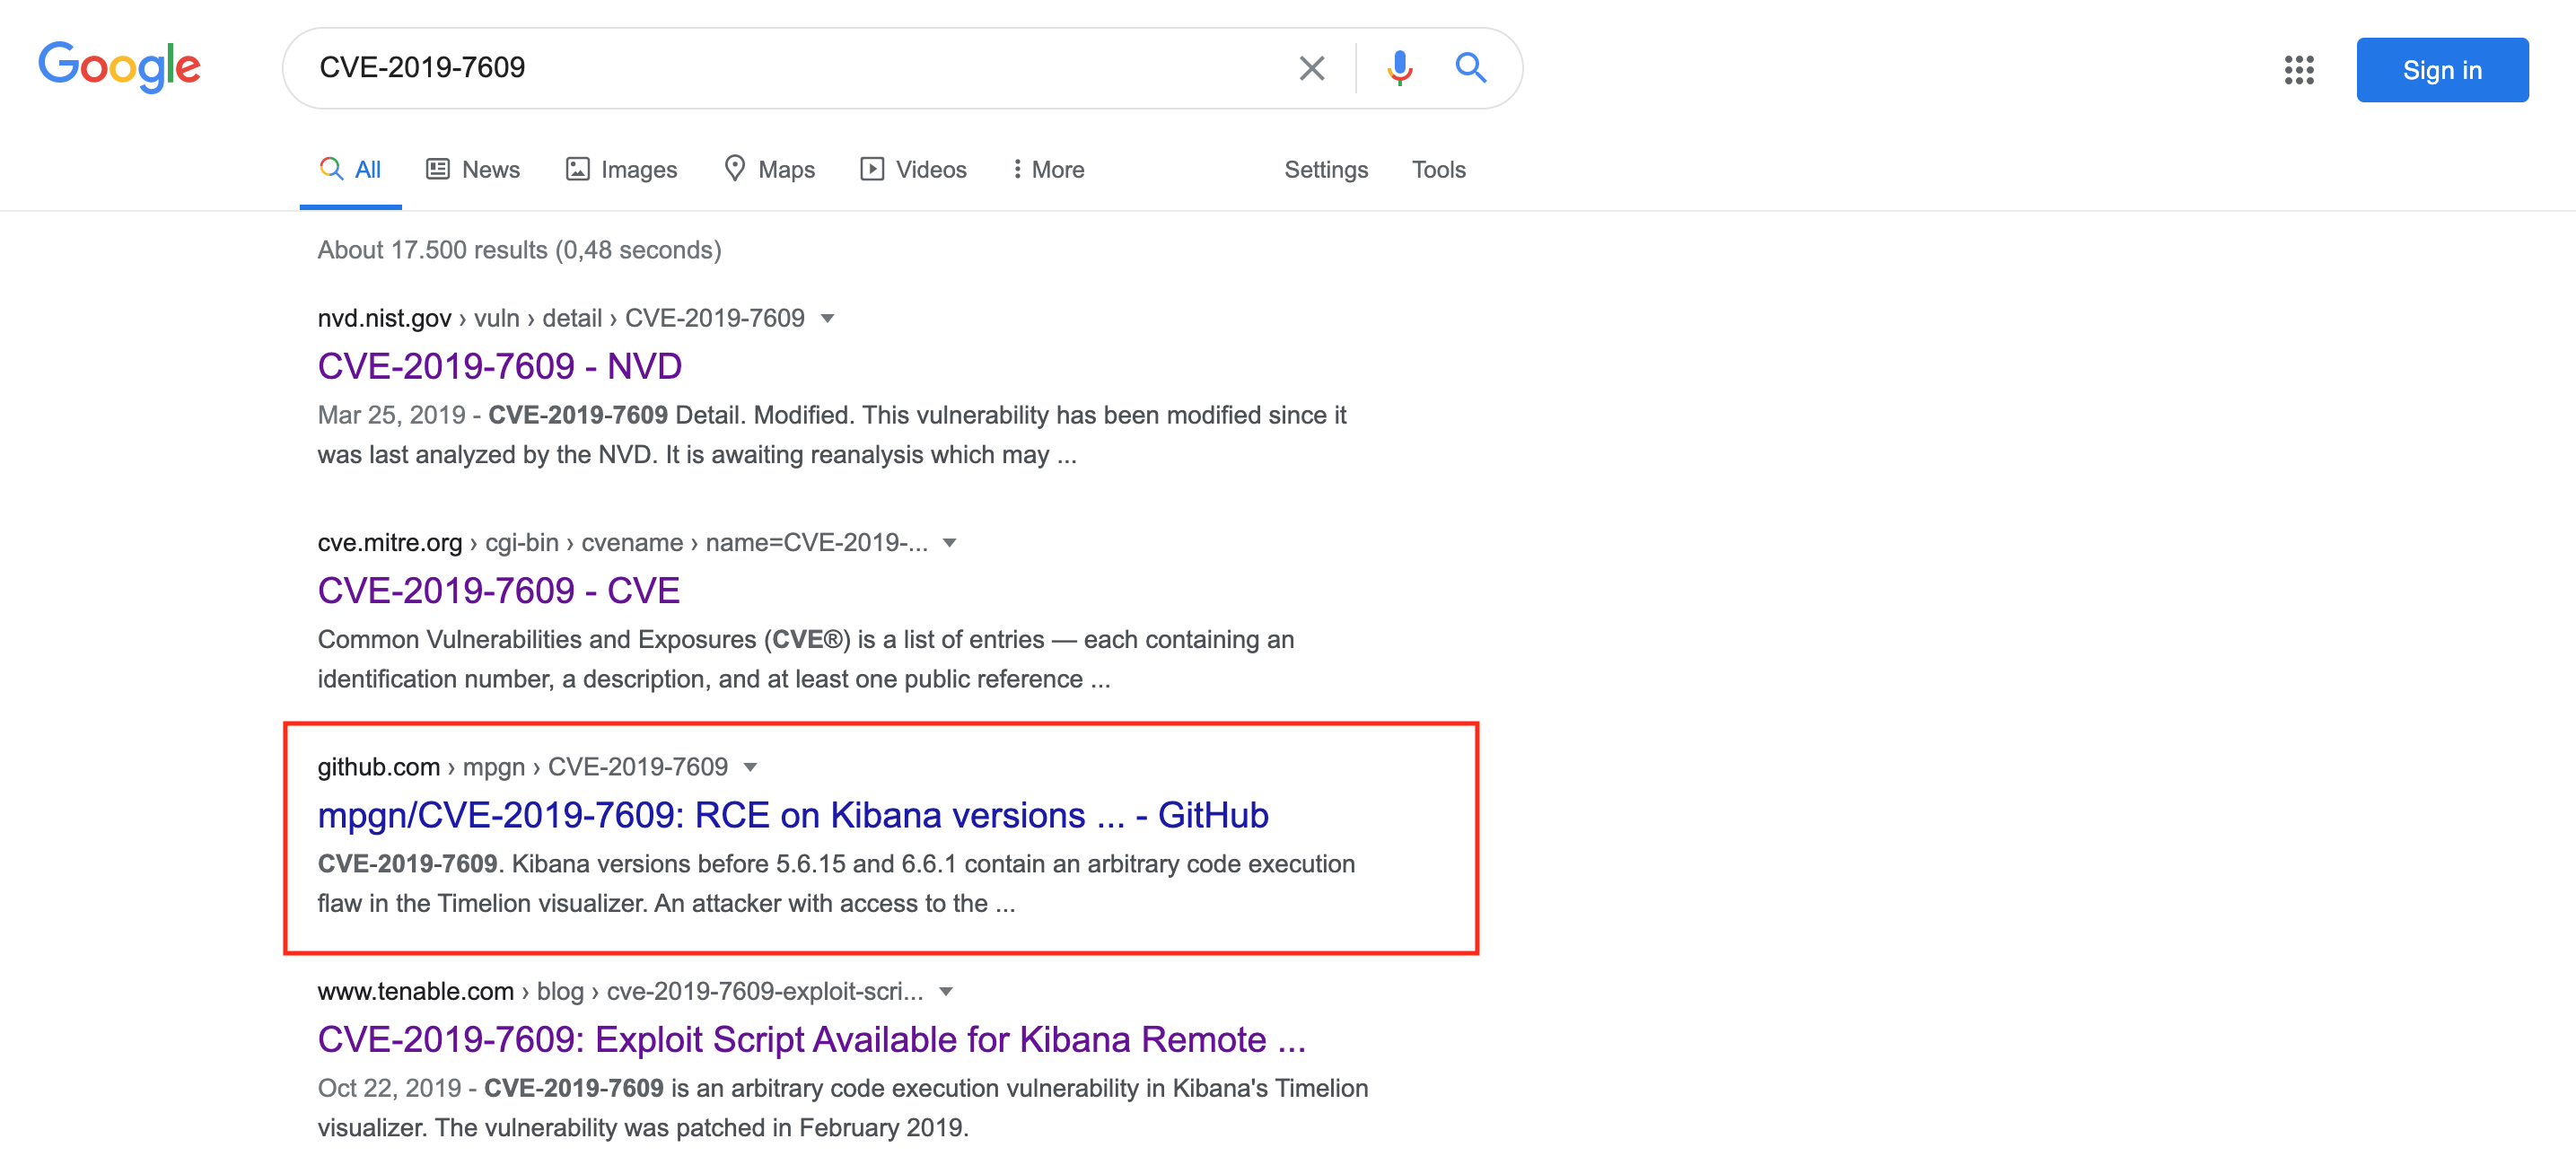 Google
CVE-2019-7609
Sign in
All News Images Maps Videos More Settings Tools
About 17.500 results (0,48 seconds)
nvd.nist.gov › vuln › detail › CVE-2019-7609
CVE-2019-7609 - NVD
Mar 25, 2019 - CVE-2019-7609 Detail. Modified. This vulnerability has been modified since it
was last analyzed by the NVD. It is awaiting reanalysis which may ...
cve.mitre.org › cgi-bin › cvename › name=CVE-2019-...
CVE-2019-7609 - CVE
Common Vulnerabilities and Exposures (CVE®) is a list of entries — each containing an
identification number, a description, and at least one public reference ...
github.com › mpgn › CVE-2019-7609
mpgn/CVE-2019-7609: RCE on Kibana versions ... - GitHub
CVE-2019-7609. Kibana versions before 5.6.15 and 6.6.1 contain an arbitrary code execution
flaw in the Timelion visualizer. An attacker with access to the ...
www.tenable.com › blog › cve-2019-7609-exploit-scri...
CVE-2019-7609: Exploit Script Available for Kibana Remote ...
Oct 22, 2019 - CVE-2019-7609 is an arbitrary code execution vulnerability in Kibana's Timelion
visualizer. The vulnerability was patched in February 2019.